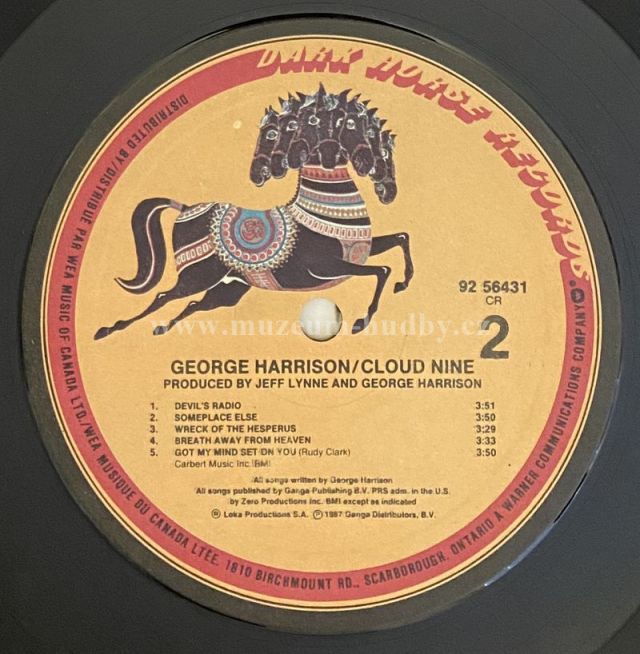 DARK HORSE RECORDS
DISTRIBUTED BY/DISTRIBUE PAR WEA MUSIC OF CANADA LTD./WEA MUSIQUE DU CANADA LTEE. 1810 BIRCHMOUNT RD., SCARBOROUGH, ONTARIO A WARNER COMMUNICATIONS COMPANY
92 56431
CR
2
www.muzeum-hudby.cz
GEORGE HARRISON/CLOUD NINE
PRODUCED BY JEFF LYNNE AND GEORGE HARRISON
1. DEVIL'S RADIO 3:51
2. SOMEPLACE ELSE 3:50
3. WRECK OF THE HESPERUS 3:29
4. BREATH AWAY FROM HEAVEN 3:33
5. GOT MY MIND SET ON YOU (Rudy Clark) 3:50
Carbert Music Inc. BMI
All songs written by George Harrison
All songs published by Ganga Publishing B.V. PRS adm. in the U.S.
by Zero Productions Inc. BMI except as indicated
Loka Productions S.A. Ⓟ 1987 Ganga Distributors, B.V.